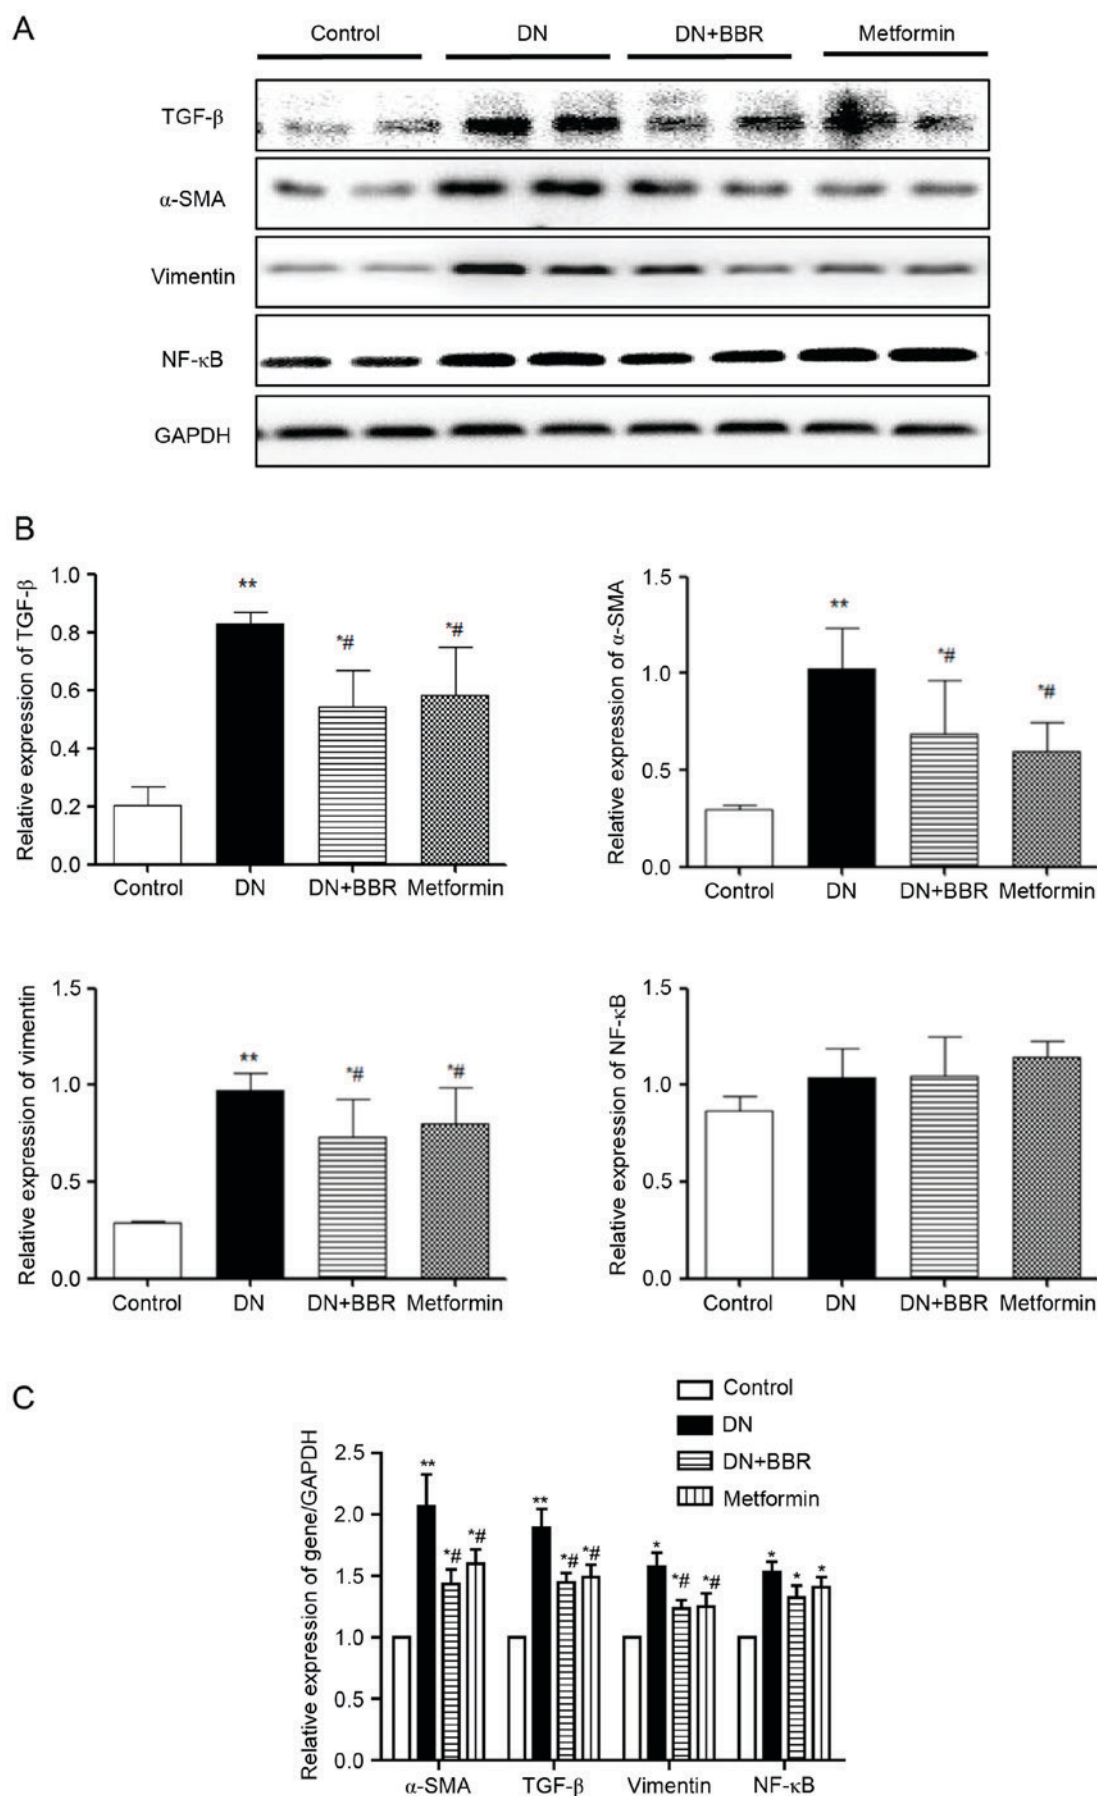 A
Control DN DN+BBR Metformin
TGF-β
α-SMA
Vimentin
NF-κB
GAPDH
B
Relative expression of TGF-β
1.0
0.8
0.6
0.4
0.2
0.0
** *# *#
Control DN DN+BBR Metformin
Relative expression of α-SMA
1.5
1.0
0.5
0.0
** *# *#
Control DN DN+BBR Metformin
Relative expression of vimentin
1.5
1.0
0.5
0.0
** *# *#
Control DN DN+BBR Metformin
Relative expression of NF-κB
1.5
1.0
0.5
0.0
Control DN DN+BBR Metformin
C
Control
DN
DN+BBR
Metformin
Relative expression of gene/GAPDH
2.5
2.0
1.5
1.0
0.5
0.0
** *# *# ** *# *# * *# *# * * *
α-SMA TGF-β Vimentin NF-κB